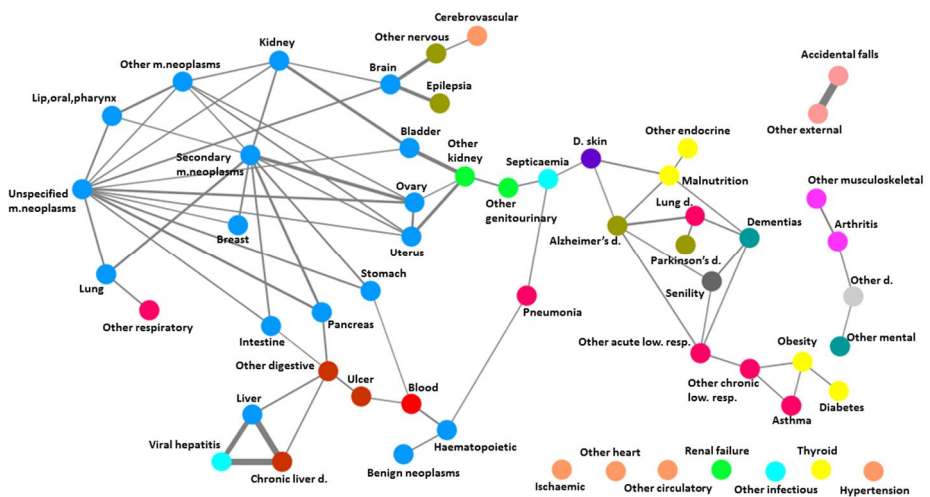 Cerebrovascular
Other nervous
Kidney
Accidental falls
Other m.neoplasms
Brain
Epilepsia
Lip,oral,pharynx
Other external
Bladder
Other
kidney
D. skin
Other endocrine
Secondary
m.neoplasms
Septicaemia
Malnutrition
Other musculoskeletal
Unspecified
m.neoplasms
Ovary
Other
genitourinary
Lung d.
Dementias
Arthritis
Breast
Uterus
Alzheimer's d.
Parkinson's d.
Lung
Stomach
Senility
Other d.
Other respiratory
Pancreas
Pneumonia
Intestine
Other acute low. resp.
Obesity
Other mental
Other digestive
Ulcer
Blood
Other chronic
low. resp.
Diabetes
Liver
Asthma
Viral hepatitis
Haematopoietic
Chronic liver d.
Benign neoplasms
Other heart
Renal failure
Thyroid
Ischaemic
Other circulatory
Other infectious
Hypertension